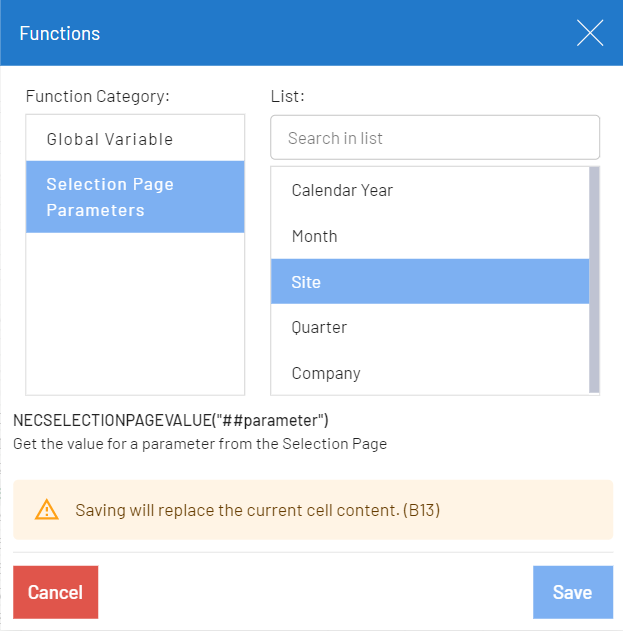 Functions
Function Category:
List:
Global Variable
Selection Page
Parameters
Search in list
Calendar Year
Month
Site
Quarter
Company
NECSELECTIONPAGEVALUE("##parameter")
Get the value for a parameter from the Selection Page
Saving will replace the current cell content. (B13)
Cancel
Save